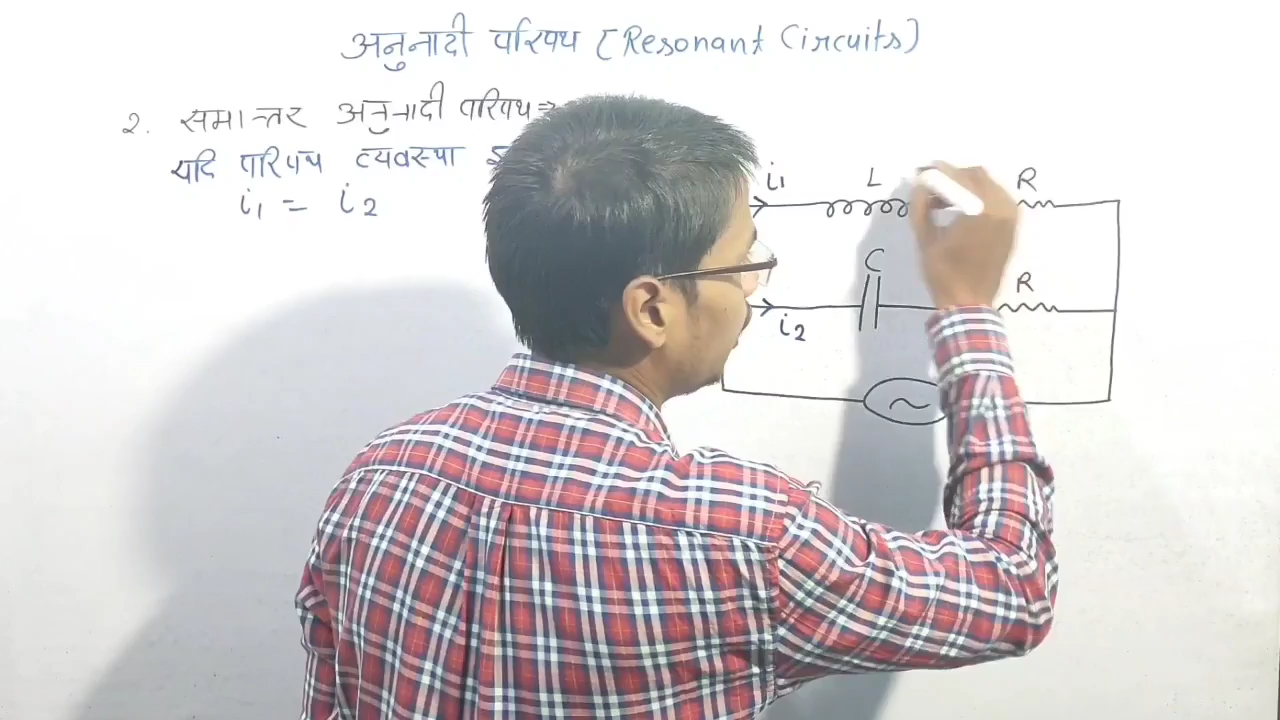 अनुनादी परिपथ (Resonant Circuits)
2. समान्तर अनुनादी परिपथ ⇒
यदि परिपथ व्यवस्था
i₁ = i₂
i₁ L R
C R
i₂
~